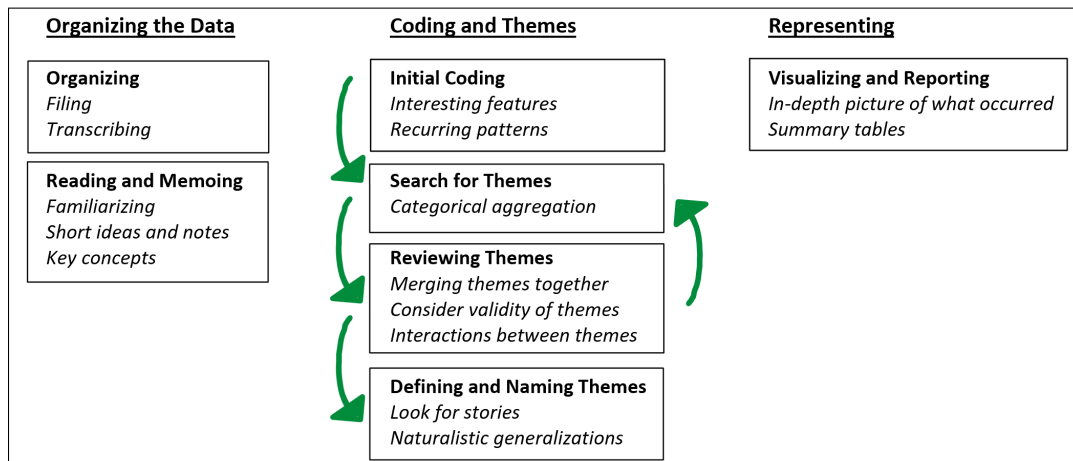 Organizing the Data
Organizing
Filing
Transcribing
Reading and Memoing
Familiarizing
Short ideas and notes
Key concepts
Coding and Themes
Initial Coding
Interesting features
Recurring patterns
Search for Themes
Categorical aggregation
Reviewing Themes
Merging themes together
Consider validity of themes
Interactions between themes
Defining and Naming Themes
Look for stories
Naturalistic generalizations
Representing
Visualizing and Reporting
In-depth picture of what occurred
Summary tables